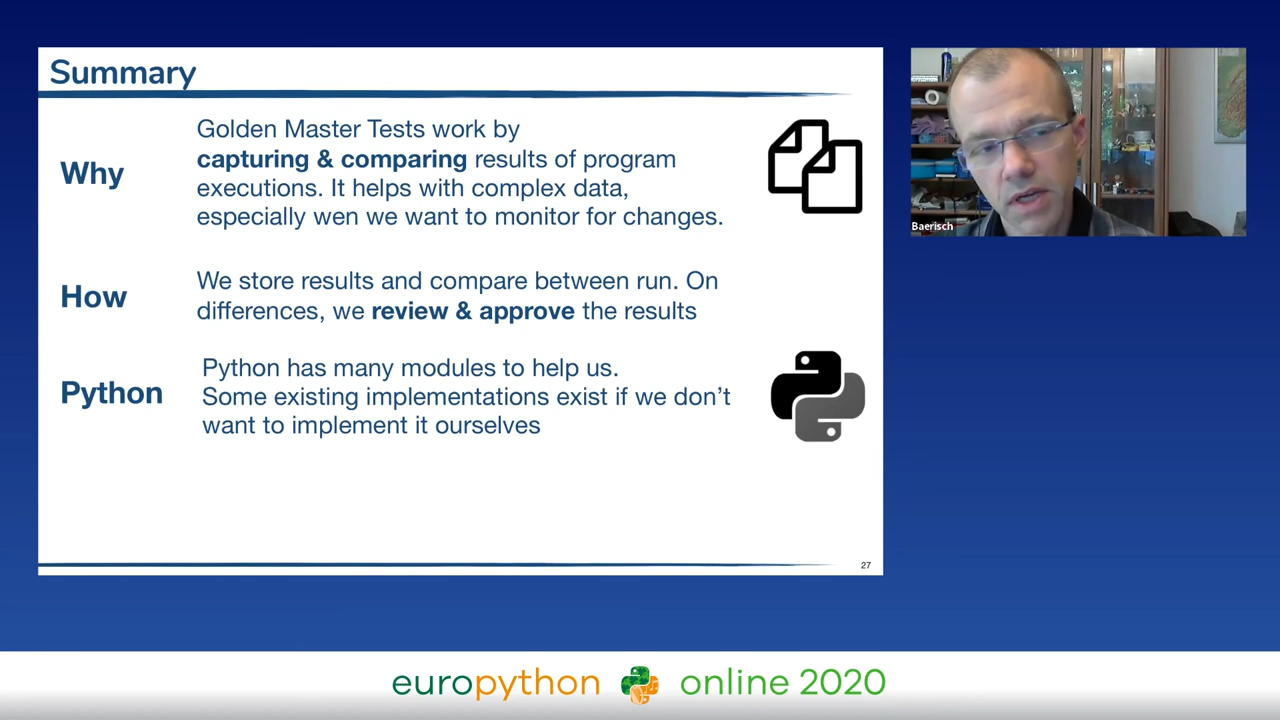 Summary
Why
Golden Master Tests work by
capturing & comparing results of program
executions. It helps with complex data,
especially wen we want to monitor for changes.
How
We store results and compare between run. On
differences, we review & approve the results
Python
Python has many modules to help us.
Some existing implementations exist if we don’t
want to implement it ourselves
27
Baerisch
europython online 2020